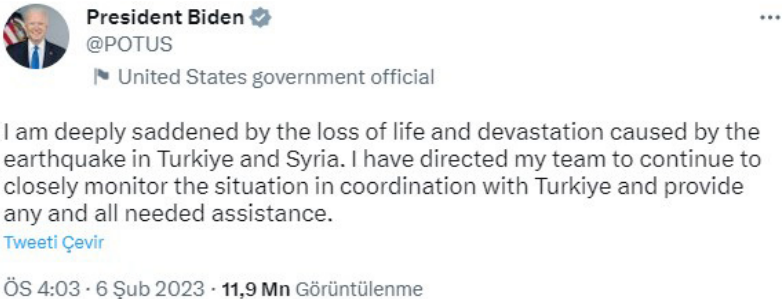 President Biden
@POTUS
United States government official
I am deeply saddened by the loss of life and devastation caused by the
earthquake in Turkiye and Syria. I have directed my team to continue to
closely monitor the situation in coordination with Turkiye and provide
any and all needed assistance.
Tweeti Çevir
ÖS 4:03 · 6 Şub 2023 · 11,9 Mn Görüntülenme